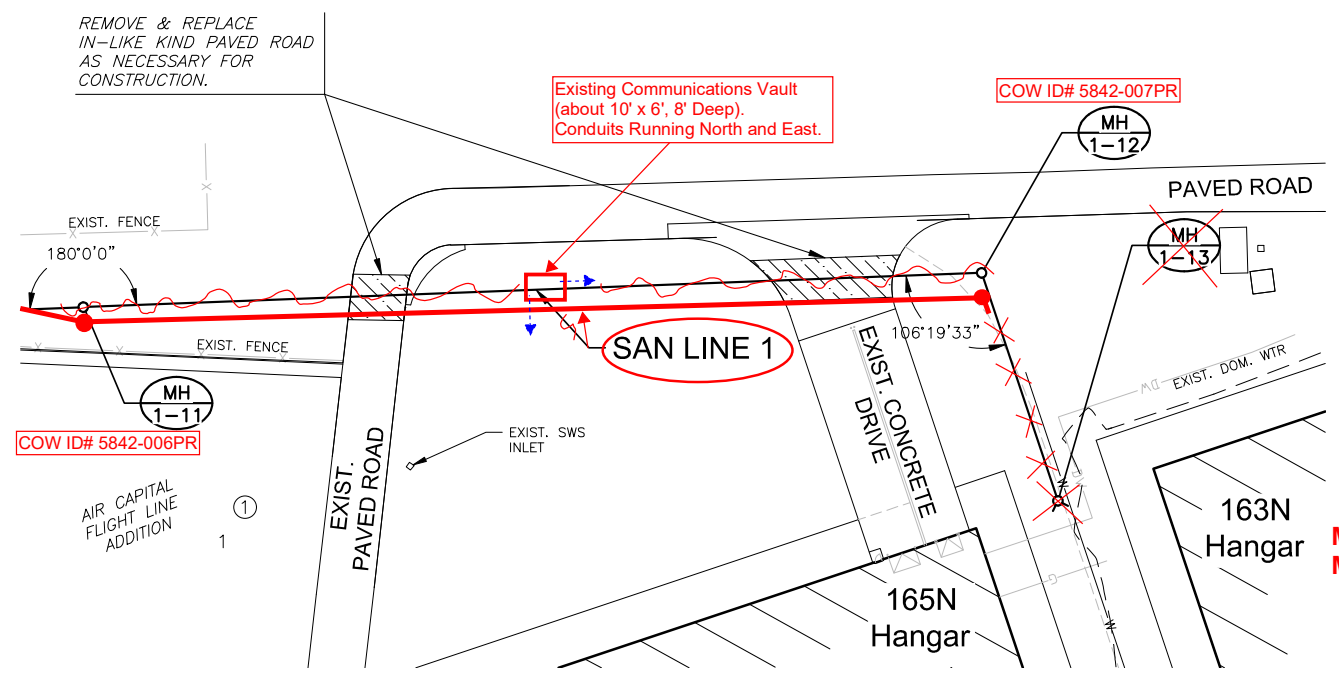 REMOVE & REPLACE
IN-LIKE KIND PAVED ROAD
AS NECESSARY FOR
CONSTRUCTION.
Existing Communications Vault
(about 10' x 6', 8' Deep).
Conduits Running North and East.
COW ID# 5842-007PR
MH
1-12
PAVED ROAD
MH
1-13
X
EXIST. FENCE
X
X
180°0'0"
106°19'33"
SAN LINE 1
X
X
X
X
EXIST. FENCE
MH
1-11
COW ID# 5842-006PR
EXIST. CONCRETE
DRIVE
DW
EXIST. DOM. WTR
EXIST. SWS
INLET
EXIST.
PAVED ROAD
AIR CAPITAL
FLIGHT LINE
ADDITION
1
1
W
DW
163N
Hangar
M
M
165N
Hangar
G
W